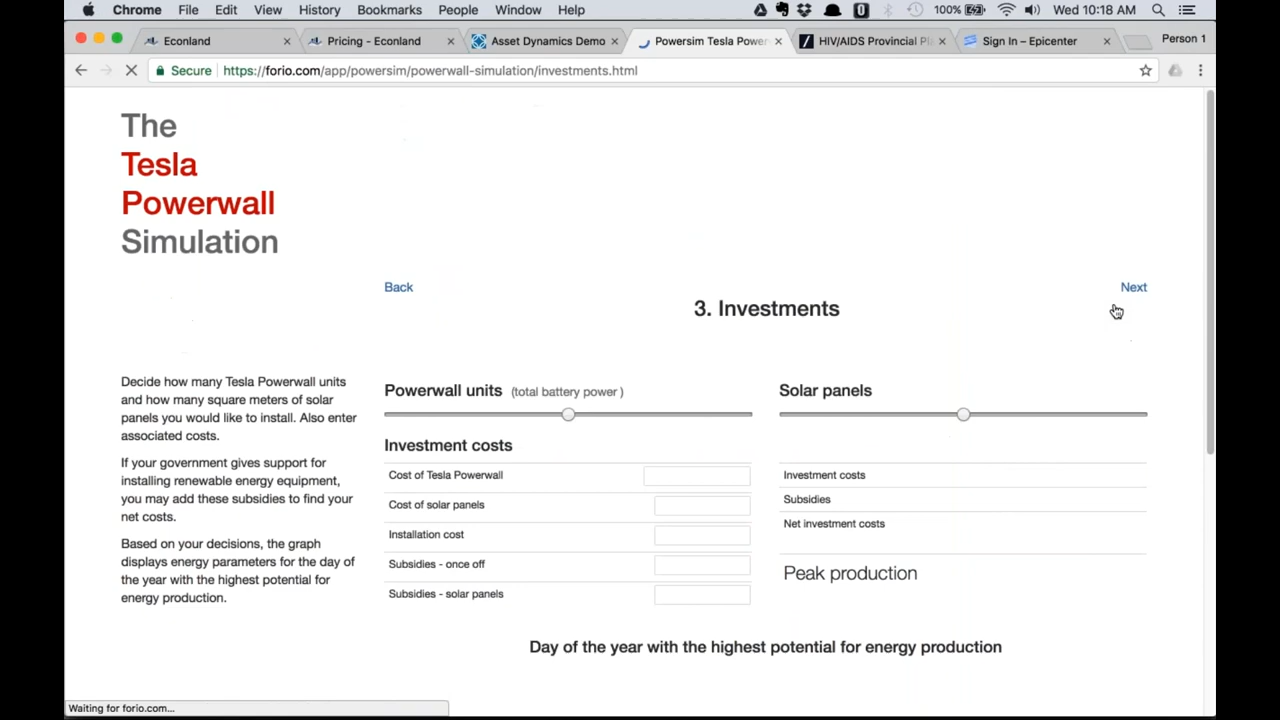 Chrome File Edit View History Bookmarks People Window Help 100% Wed 10:18 AM
Econland Pricing - Econland Asset Dynamics Demo Powersim Tesla Power HIV/AIDS Provincial Pl Sign In – Epicenter Person 1
Secure https://forio.com/app/powersim/powerwall-simulation/investments.html
The
Tesla
Powerwall
Simulation
Back Next
3. Investments
Decide how many Tesla Powerwall units
and how many square meters of solar
panels you would like to install. Also enter
associated costs.
If your government gives support for
installing renewable energy equipment,
you may add these subsidies to find your
net costs.
Based on your decisions, the graph
displays energy parameters for the day of
the year with the highest potential for
energy production.
Powerwall units (total battery power )
Investment costs
Cost of Tesla Powerwall
Cost of solar panels
Installation cost
Subsidies - once off
Subsidies - solar panels
Solar panels
Investment costs
Subsidies
Net investment costs
Peak production
Day of the year with the highest potential for energy production
Waiting for forio.com...